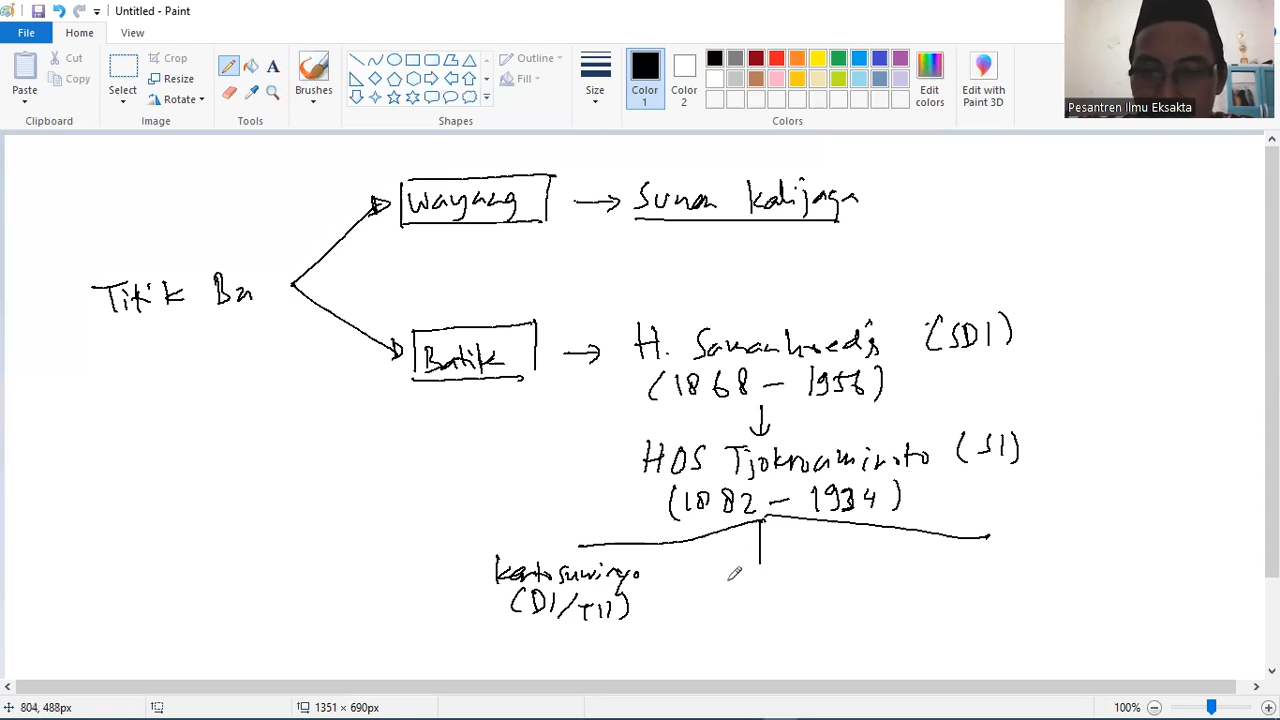 Untitled - Paint
File
Home
View
Paste
Cut
Copy
Clipboard
Select
Crop
Resize
Rotate
Image
Tools
Brushes
Outline
Fill
Shapes
Size
Color 1
Color 2
Edit colors
Edit with Paint 3D
Colors
Pesantren Ilmu Eksakta
Wayang → Sunan Kalijaga
Titik Ba
Batik → H. Samanhoedi (SDI)
(1868 - 1956)
HOS Tjokroaminoto (SI)
(1882 - 1934)
Kartosuwiryo
(DI/TII)
804, 488px
1351 × 690px
100%